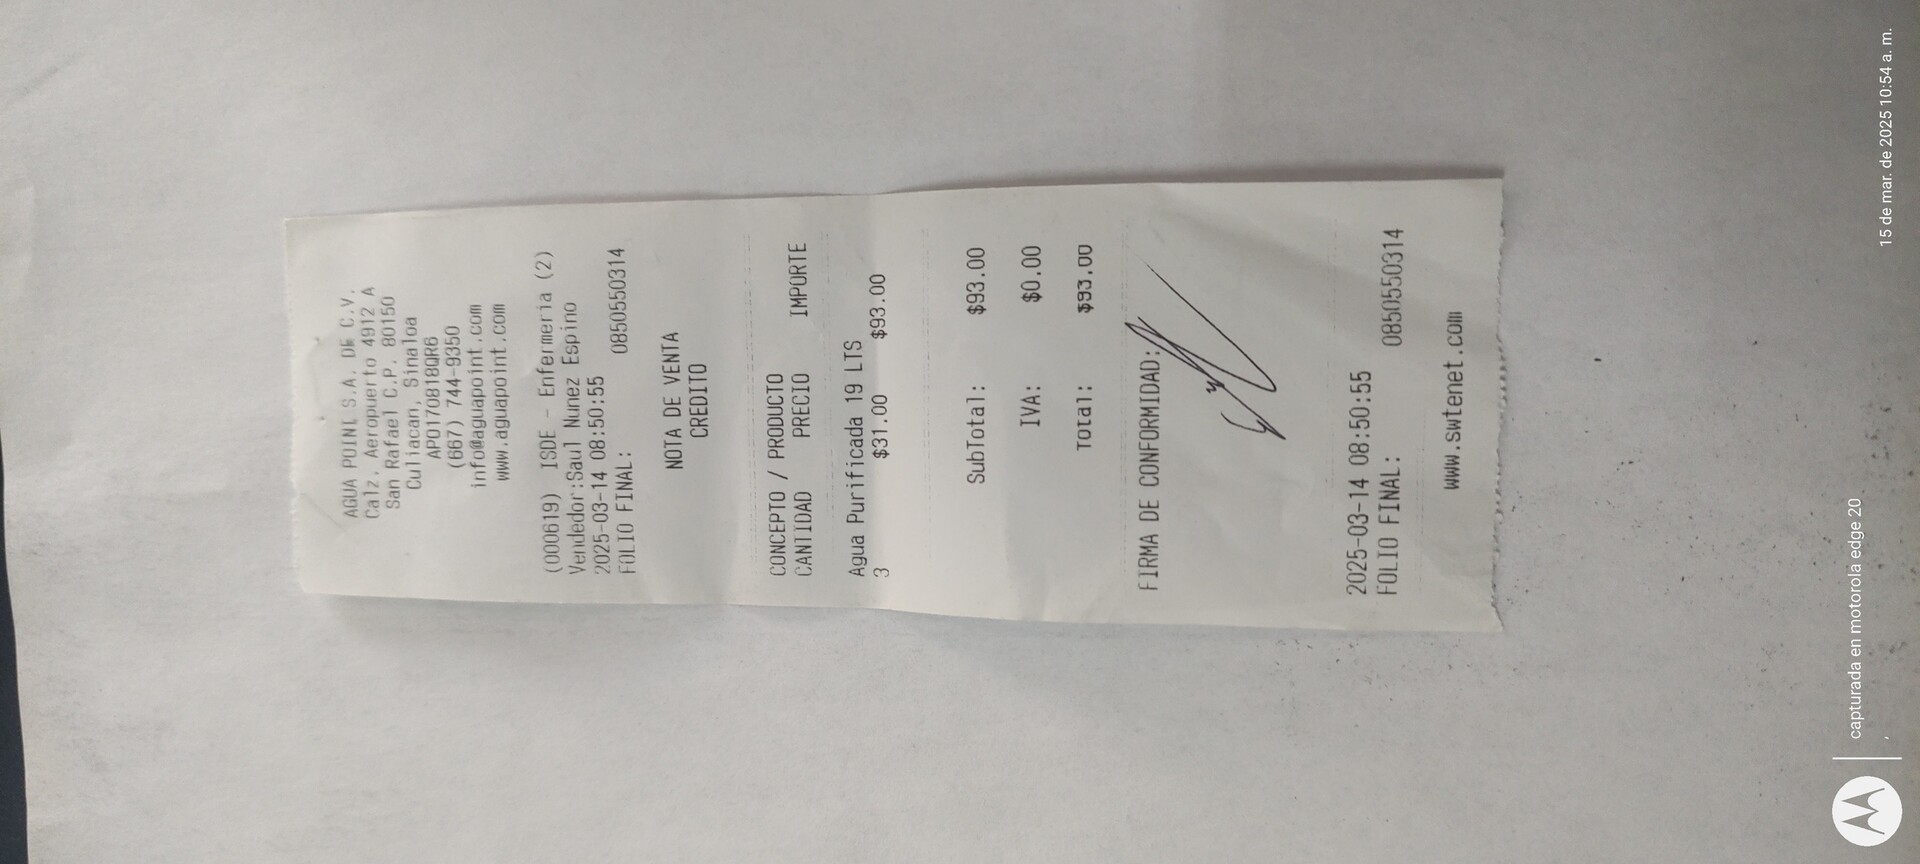 AGUA POINT S.A. DE C.V.
Calz. Aeropuerto 4912 A
San Rafael C.P. 80150
Culiacan, Sinaloa
APO170818QR6
(667) 744-9350
info@aguapoint.com
www.aguapoint.com
(000619) ISDE - Enfermeria (2)
Vendedor:Saul Nunez Espino
2025-03-14 08:50:55
FOLIO FINAL: 0850550314
NOTA DE VENTA
CREDITO
CONCEPTO / PRODUCTO
CANTIDAD PRECIO IMPORTE
Agua Purificada 19 LTS
3 $31.00 $93.00
SubTotal: $93.00
IVA: $0.00
Total: $93.00
FIRMA DE CONFORMIDAD:
2025-03-14 08:50:55
FOLIO FINAL: 0850550314
www.swtenet.com
capturada en motorola edge 20
15 de mar. de 2025 10:54 a. m.